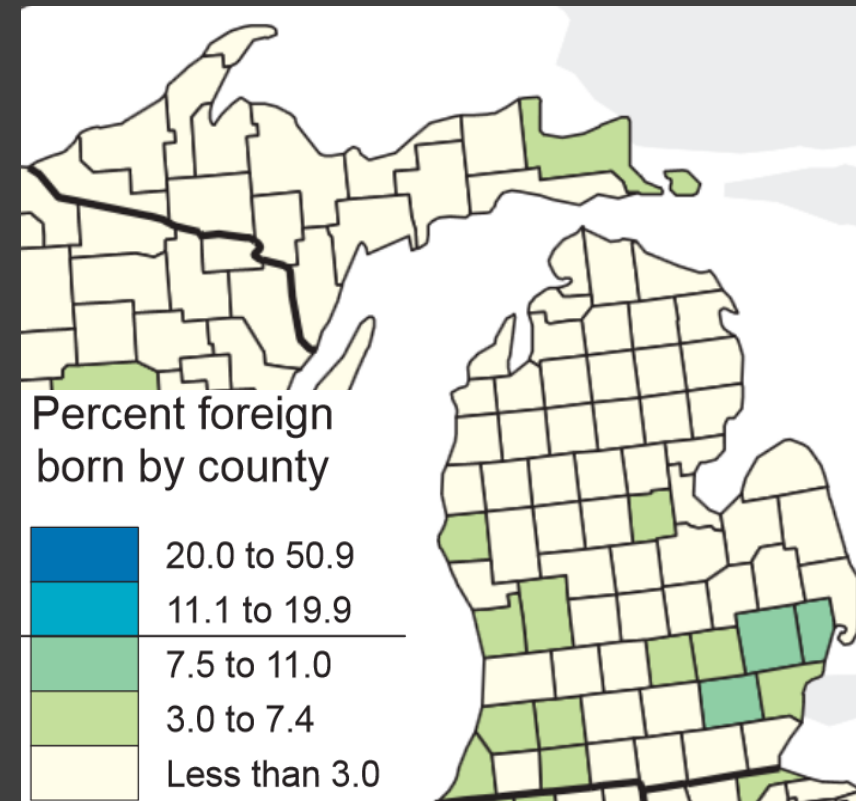 Percent foreign
born by county
20.0 to 50.9
11.1 to 19.9
7.5 to 11.0
3.0 to 7.4
Less than 3.0